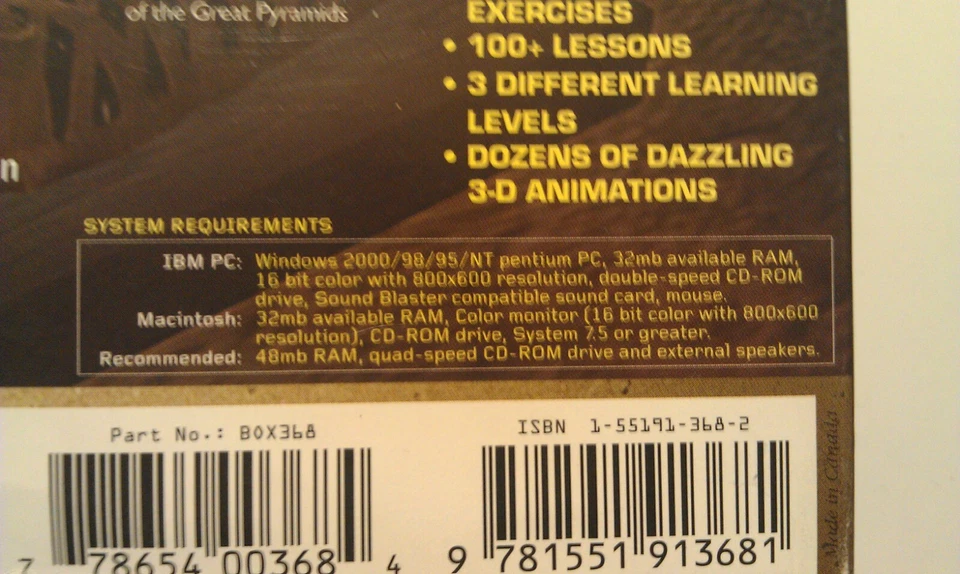 of the Great Pyramids
EXERCISES
• 100+ LESSONS
• 3 DIFFERENT LEARNING
LEVELS
• DOZENS OF DAZZLING
3-D ANIMATIONS
n
SYSTEM REQUIREMENTS
IBM PC: Windows 2000/98/95/NT pentium PC, 32mb available RAM,
16 bit color with 800x600 resolution, double-speed CD-ROM
drive, Sound Blaster compatible sound card, mouse.
Macintosh: 32mb available RAM, Color monitor (16 bit color with 800x600
resolution), CD-ROM drive, System 7.5 or greater.
Recommended: 48mb RAM, quad-speed CD-ROM drive and external speakers.
Part No.: BOX368
7 78654 00368 4
ISBN 1-55191-368-2
9 781551 913681
Made in Canada